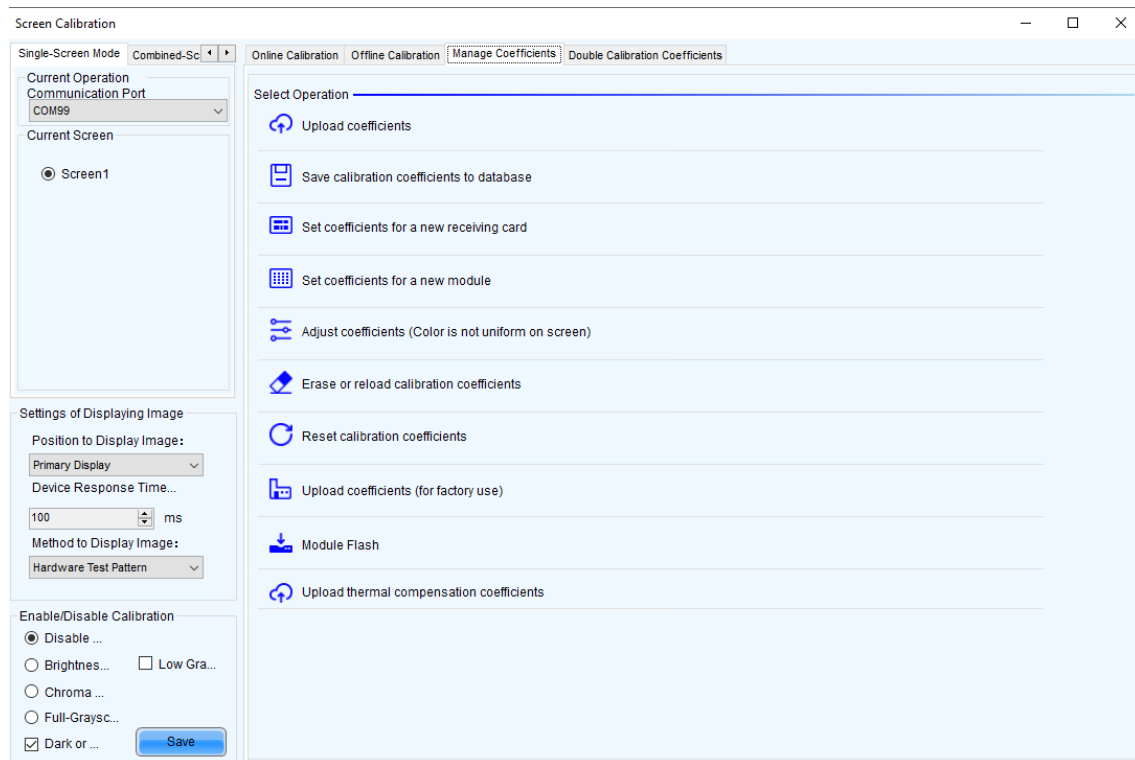 Screen Calibration
Single-Screen Mode
Combined-Sc
Current Operation
Communication Port
COM99
Current Screen
Screen1
Settings of Displaying Image
Position to Display Image:
Primary Display
Device Response Time...
100 ms
Method to Display Image:
Hardware Test Pattern
Enable/Disable Calibration
Disable ...
Brightnes... Low Gra...
Chroma ...
Full-Graysc...
Dark or ... Save
Online Calibration Offline Calibration Manage Coefficients Double Calibration Coefficients
Select Operation
Upload coefficients
Save calibration coefficients to database
Set coefficients for a new receiving card
Set coefficients for a new module
Adjust coefficients (Color is not uniform on screen)
Erase or reload calibration coefficients
Reset calibration coefficients
Upload coefficients (for factory use)
Module Flash
Upload thermal compensation coefficients